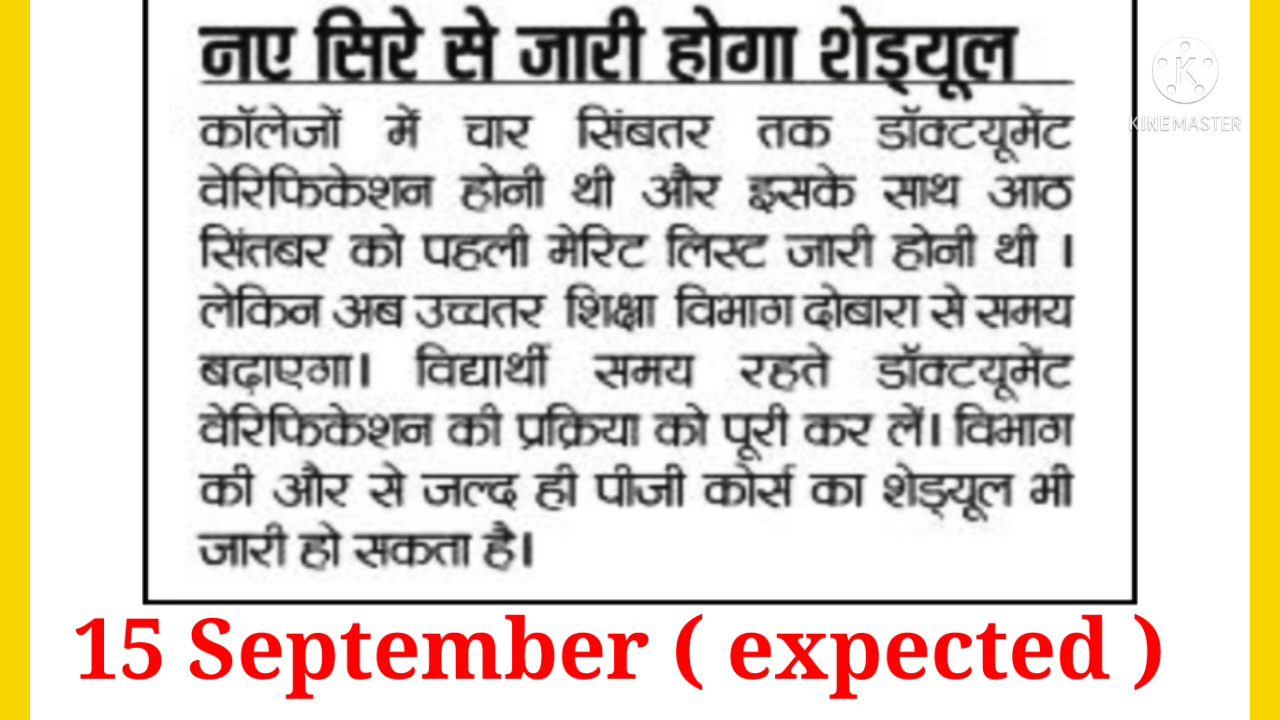 नए सिरे से जारी होगा शेड्यूल
KINEMASTER
कॉलेजों में चार सिंबतर तक डॉक्टयूमेंट
वेरिफिकेशन होनी थी और इसके साथ आठ
सिंतबर को पहली मेरिट लिस्ट जारी होनी थी ।
लेकिन अब उच्चतर शिक्षा विभाग दोबारा से समय
बढ़ाएगा। विद्यार्थी समय रहते डॉक्टयूमेंट
वेरिफिकेशन की प्रक्रिया को पूरी कर लें। विभाग
की और से जल्द ही पीजी कोर्स का शेड्यूल भी
जारी हो सकता है।
15 September ( expected )